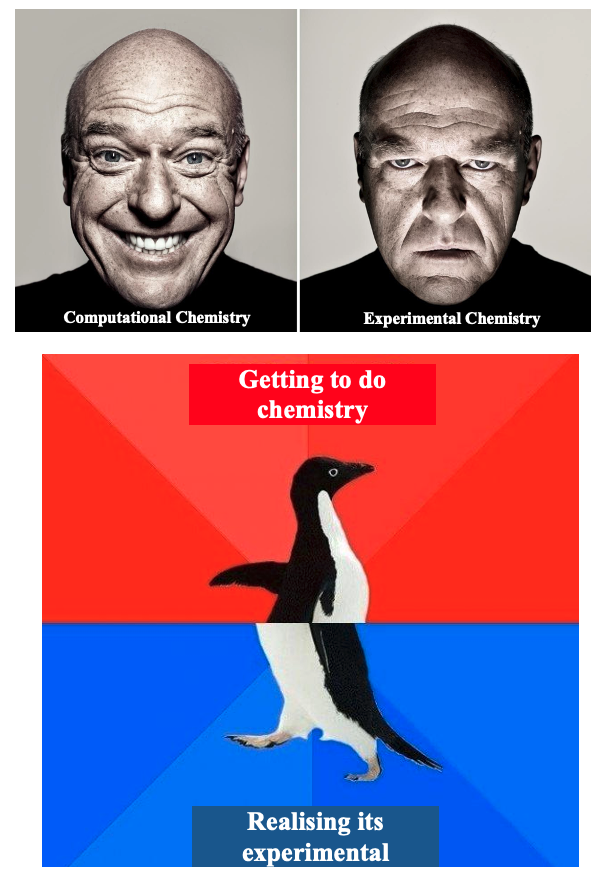 Computational Chemistry
Experimental Chemistry
Getting to do
chemistry
Realising its
experimental